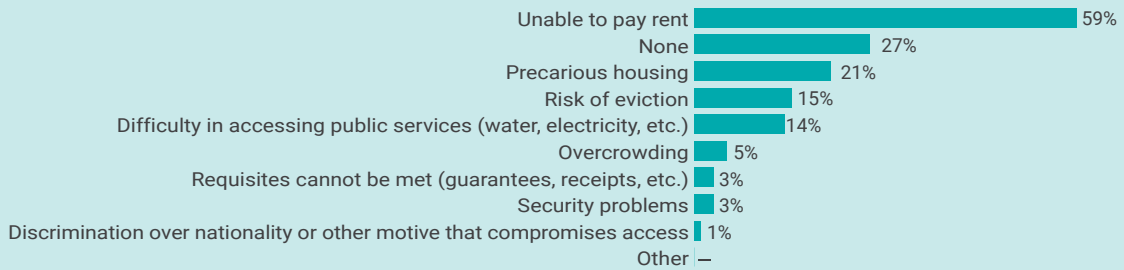 Unable to pay rent 59%
None 27%
Precarious housing 21%
Risk of eviction 15%
Difficulty in accessing public services (water, electricity, etc.) 14%
Overcrowding 5%
Requisites cannot be met (guarantees, receipts, etc.) 3%
Security problems 3%
Discrimination over nationality or other motive that compromises access 1%
Other —